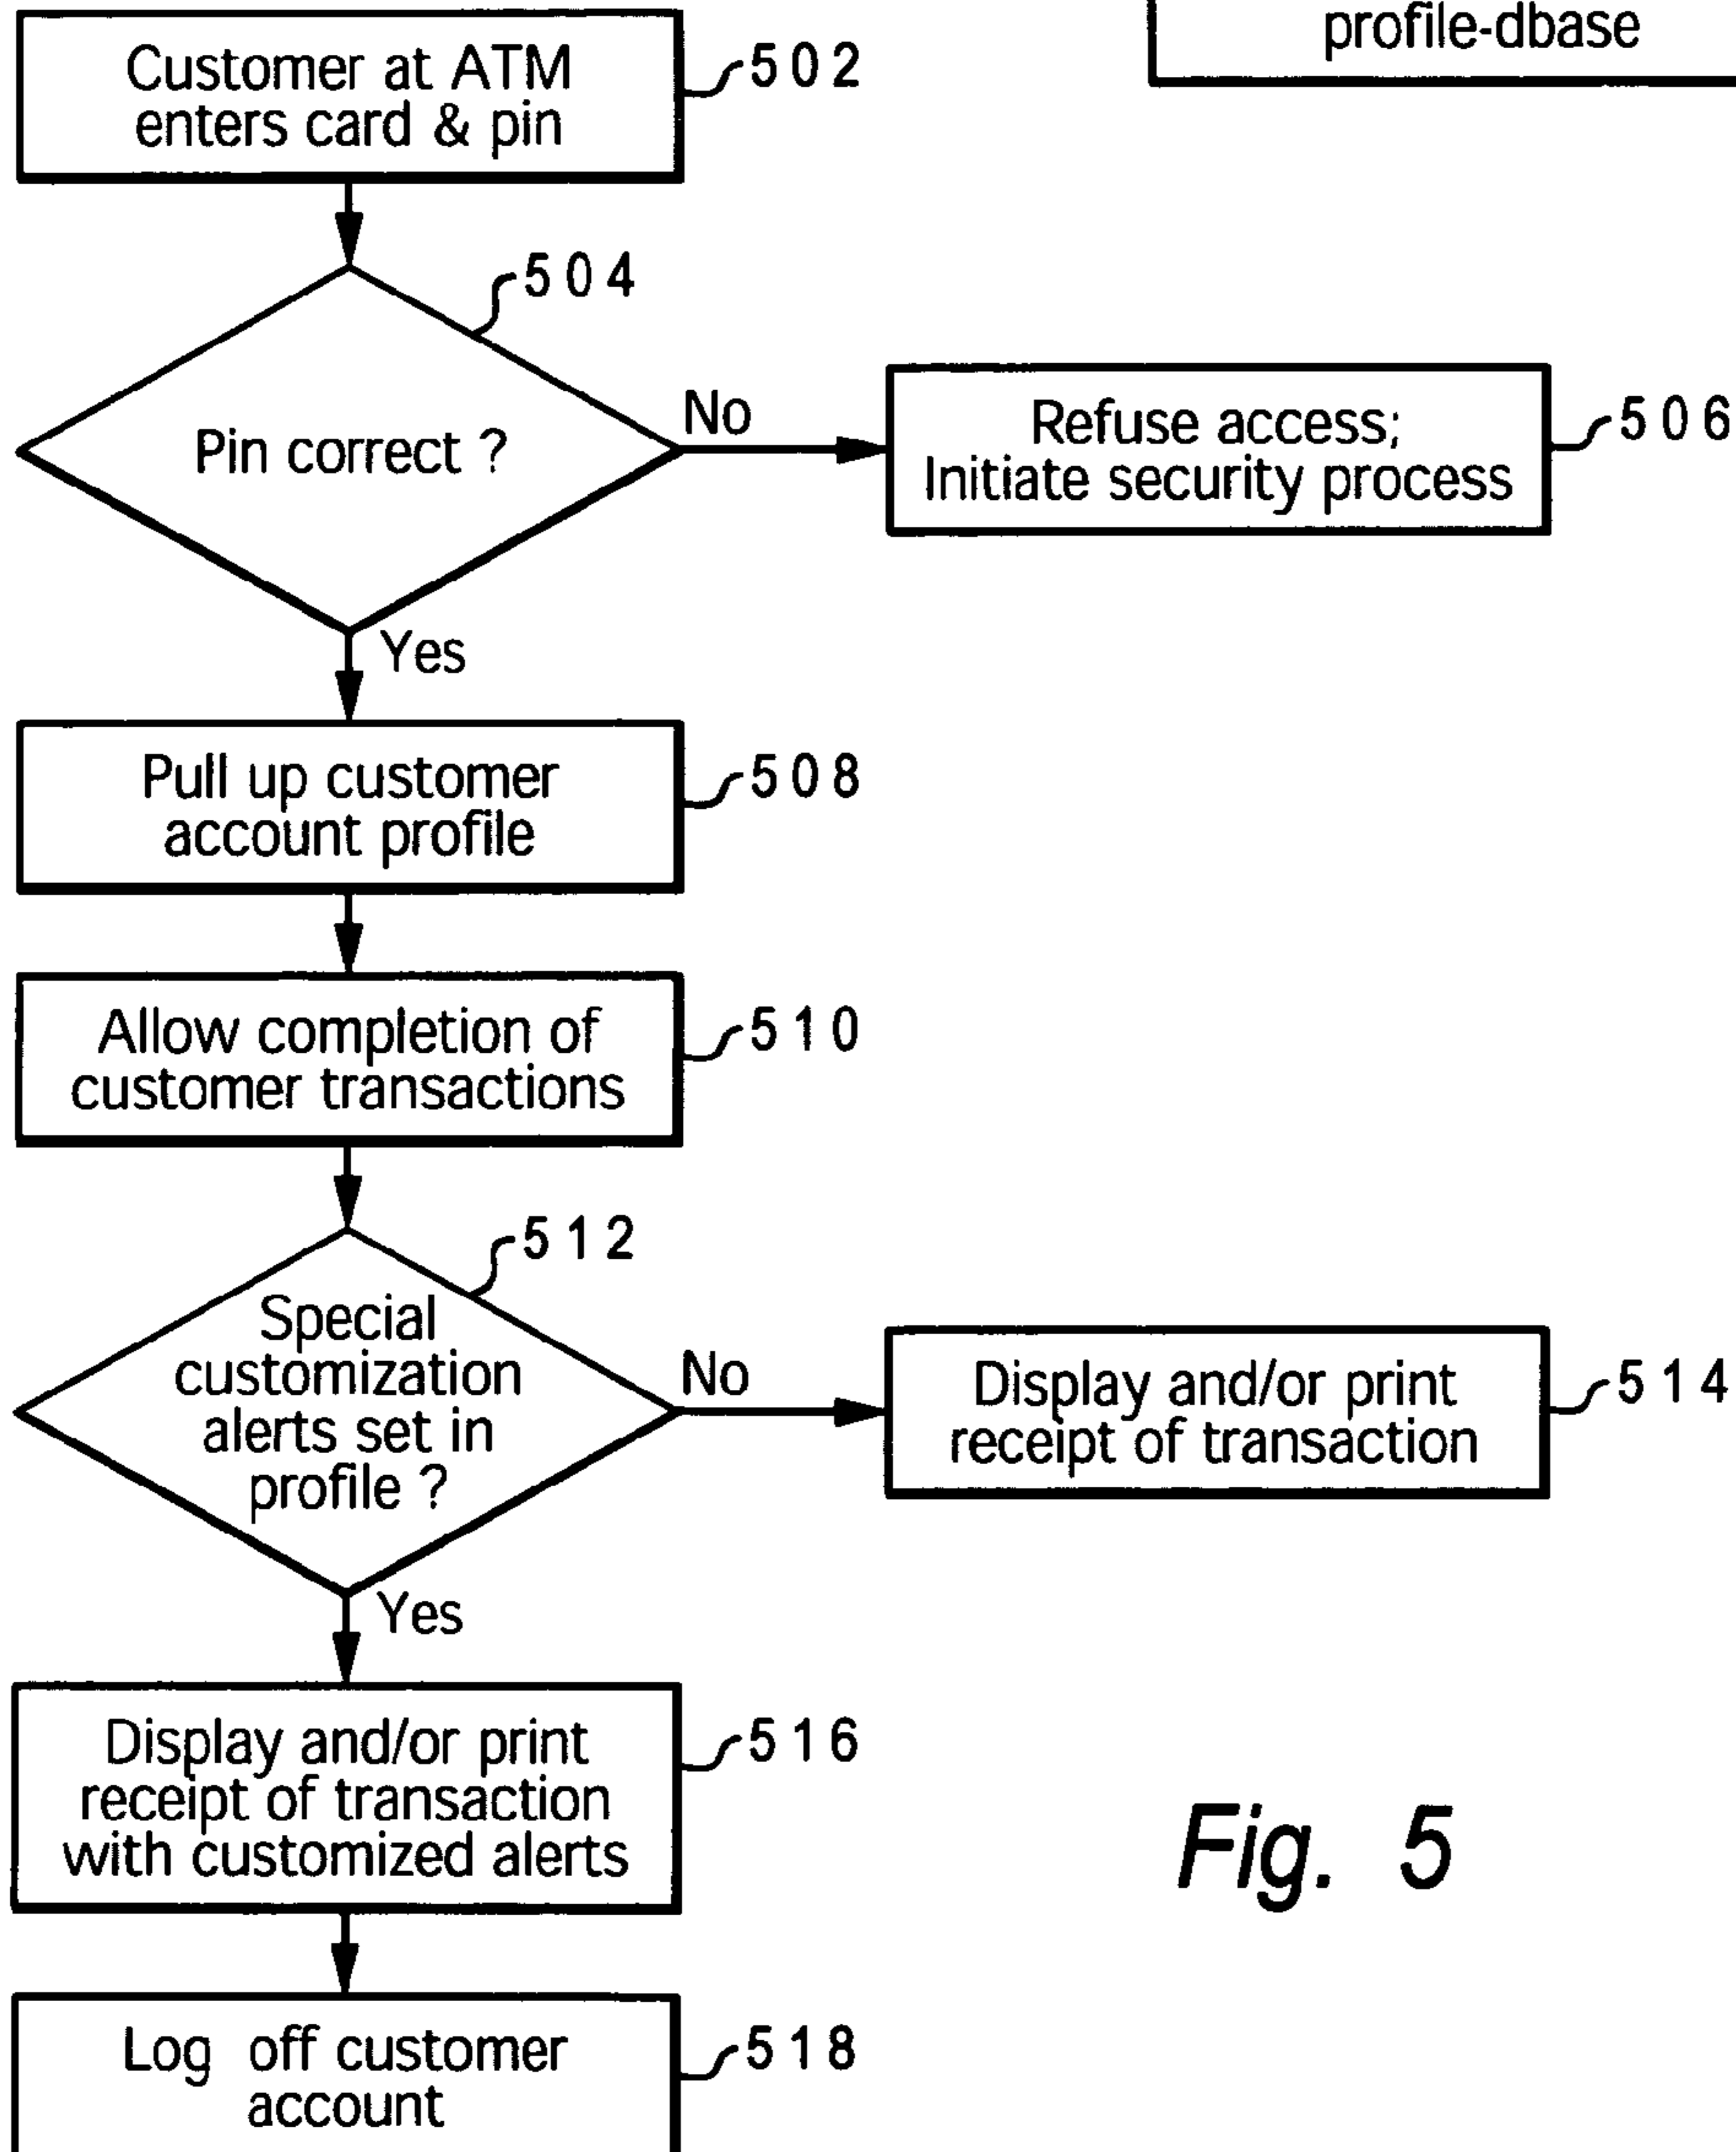 profile-dbase
Customer at ATM
enters card & pin
502
504
Pin correct ?
No
Refuse access;
Initiate security process
506
Yes
Pull up customer
account profile
508
Allow completion of
customer transactions
510
512
Special
customization
alerts set in
profile ?
No
Display and/or print
receipt of transaction
514
Yes
Display and/or print
receipt of transaction
with customized alerts
516
Fig. 5
Log off customer
account
518